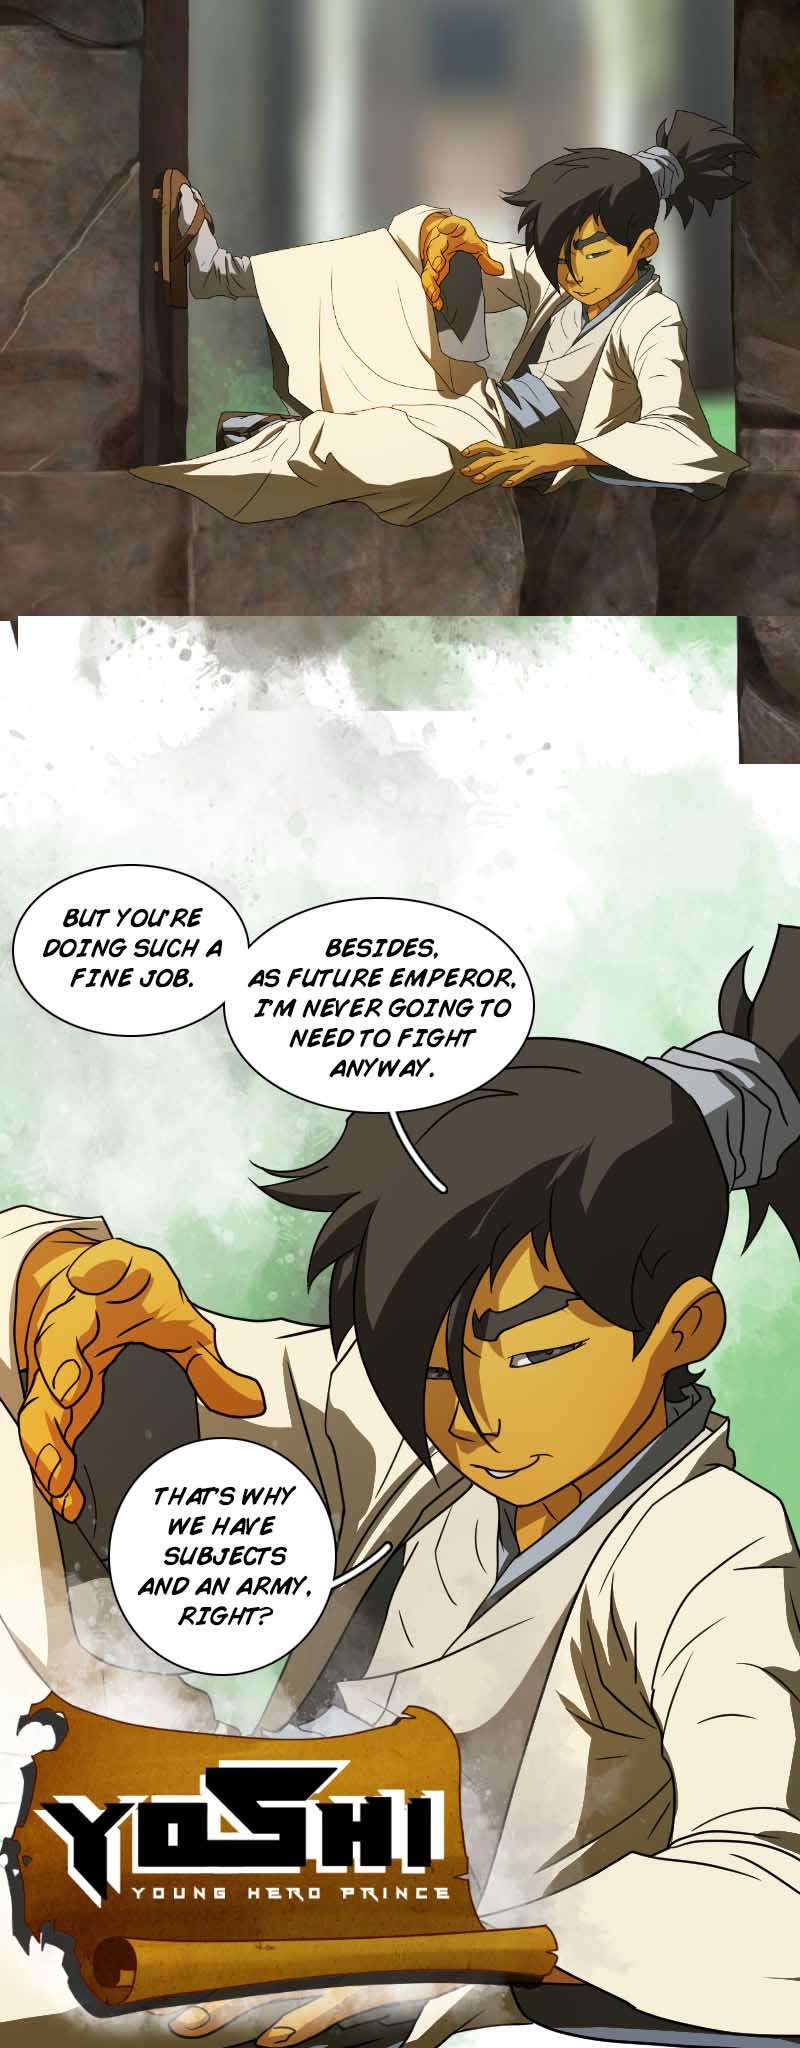 BUT YOU'RE
DOING SUCH A
FINE JOB.
BESIDES,
AS FUTURE EMPEROR,
I'M NEVER GOING TO
NEED TO FIGHT
ANYWAY.
THAT'S WHY
WE HAVE
SUBJECTS
AND AN ARMY,
RIGHT?
YOSHI
YOUNG HERO PRINCE